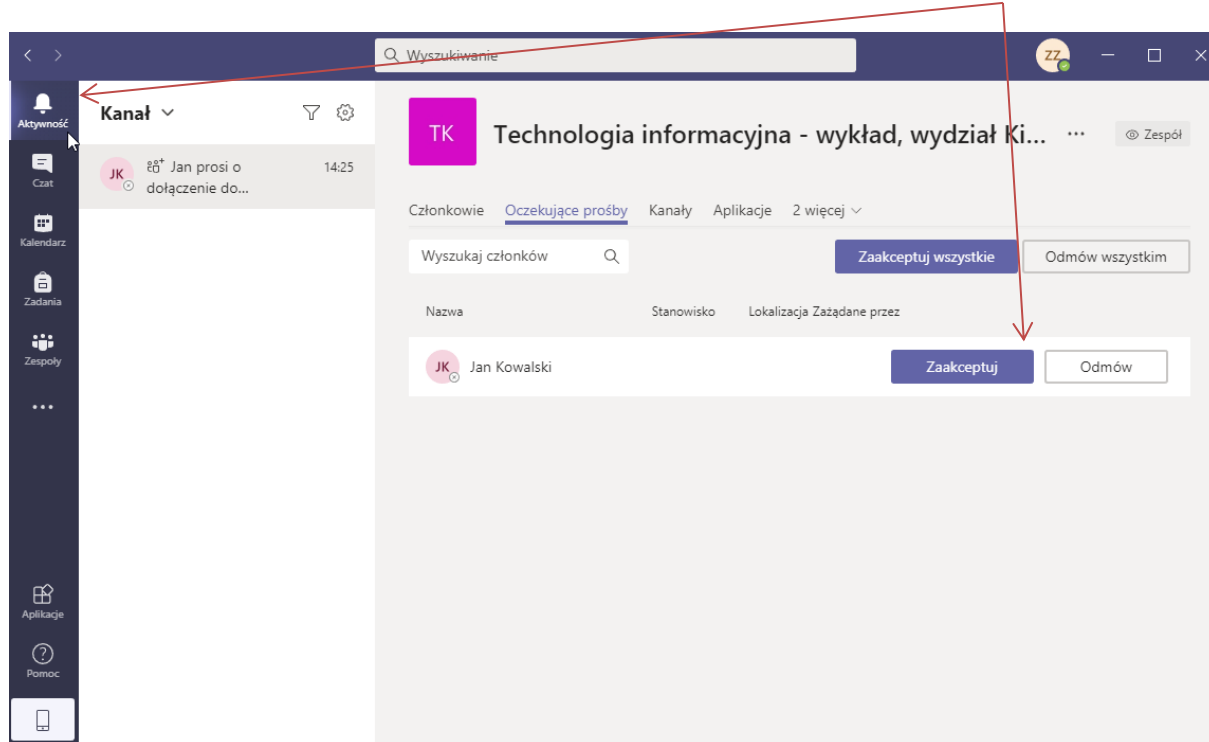 Wyszukiwanie
ZZ
Aktywność
Czat
Kalendarz
Zadania
Zespoły
Aplikacje
Pomoc
Kanał
JK
Jan prosi o
14:25
dołączenie do...
TK
Technologia informacyjna - wykład, wydział Ki...
Zespół
Członkowie Oczekujące prośby Kanały Aplikacje 2 więcej
Wyszukaj członków
Zaakceptuj wszystkie
Odmów wszystkim
Nazwa Stanowisko Lokalizacja Zażądane przez
JK Jan Kowalski Zaakceptuj Odmów